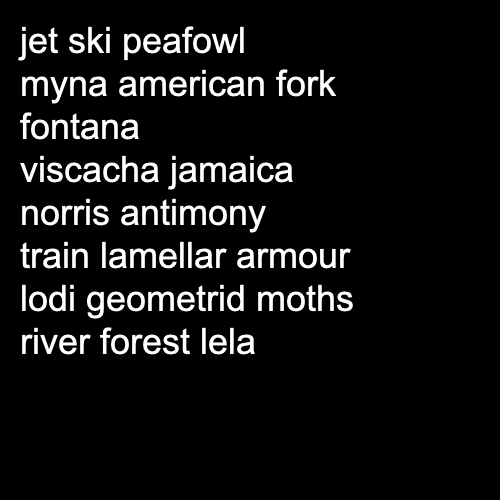 jet ski peafowl
myna american fork
fontana
viscacha jamaica
norris antimony
train lamellar armour
lodi geometrid moths
river forest lela